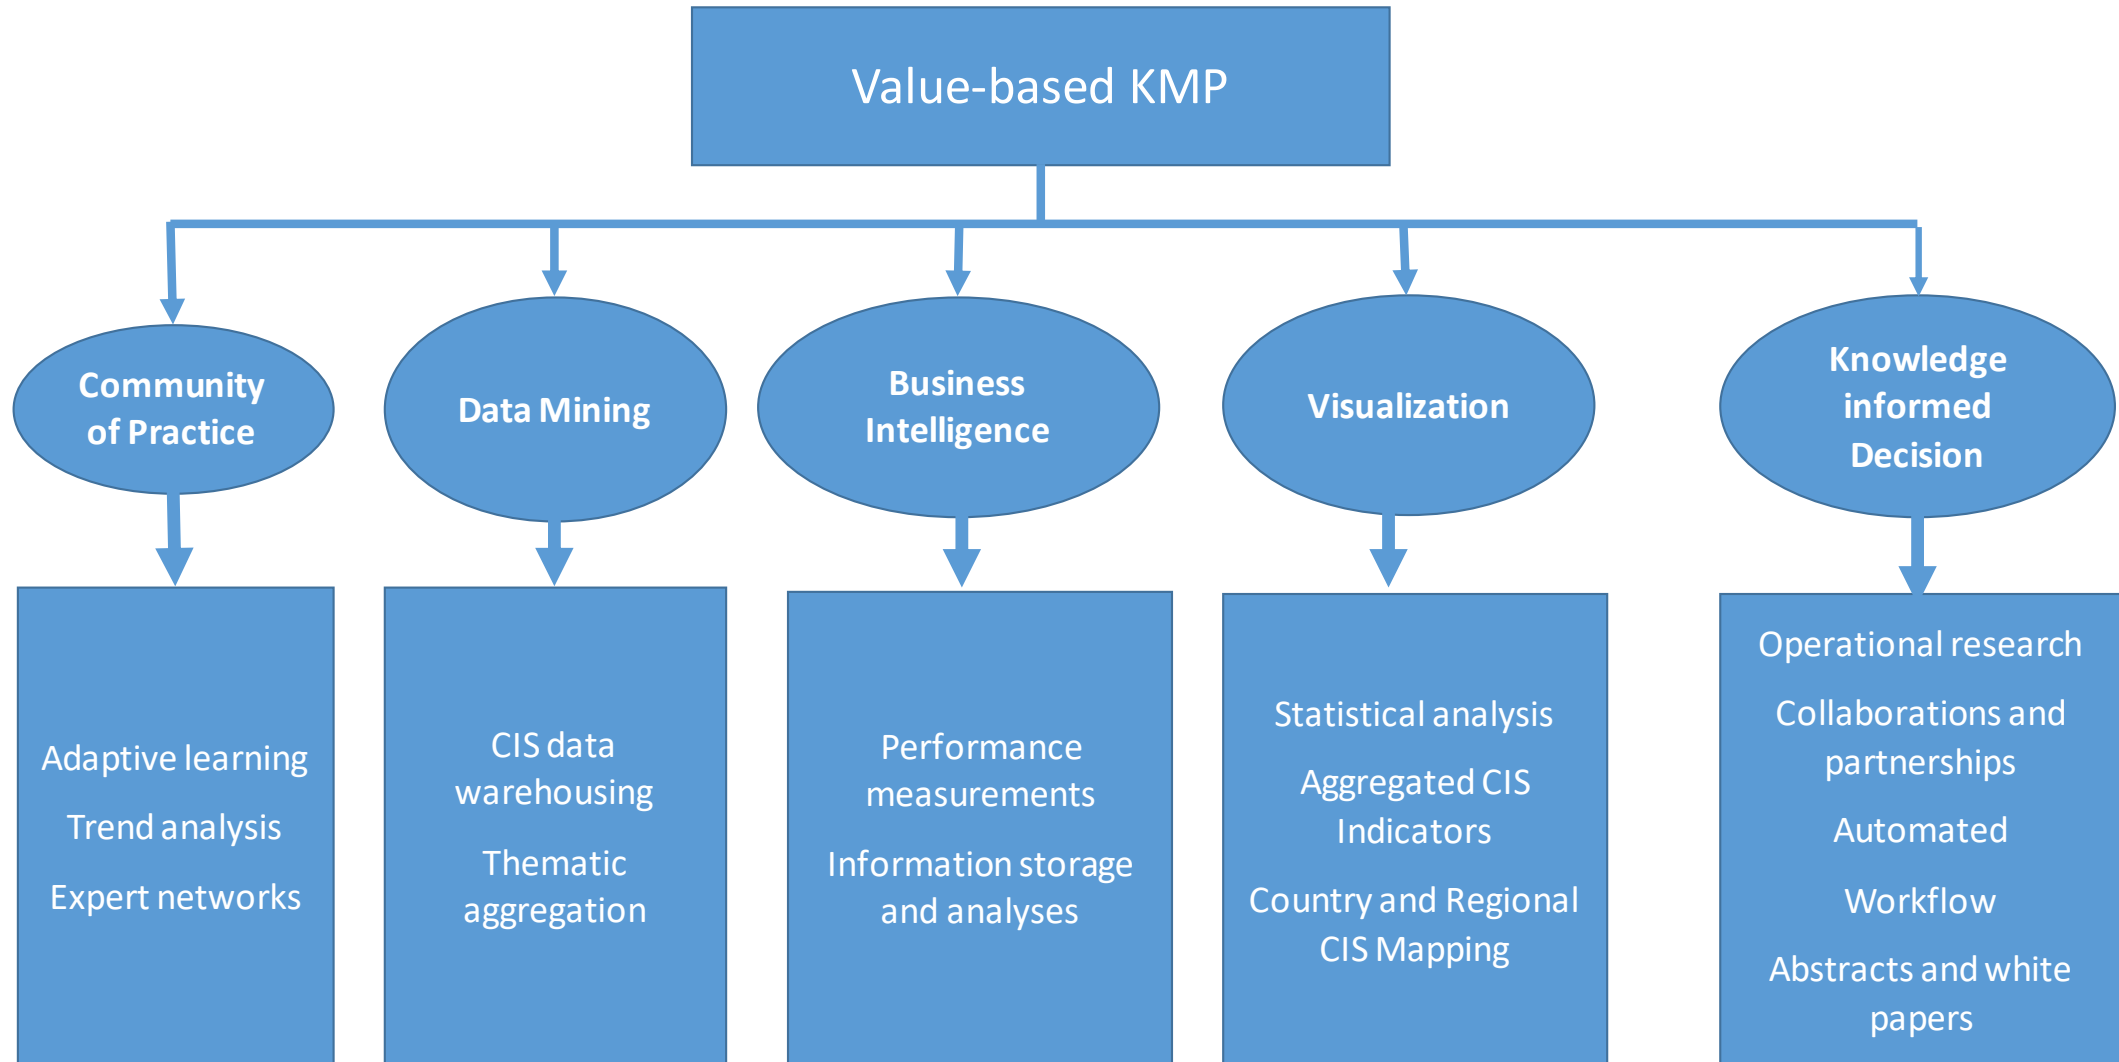 Value-based KMP
Community
of Practice
Data Mining
Business
Intelligence
Visualization
Knowledge
informed
Decision
Adaptive learning
Trend analysis
Expert networks
CIS data
warehousing
Thematic
aggregation
Performance
measurements
Information storage
and analyses
Statistical analysis
Aggregated CIS
Indicators
Country and Regional
CIS Mapping
Operational research
Collaborations and
partnerships
Automated
Workflow
Abstracts and white
papers